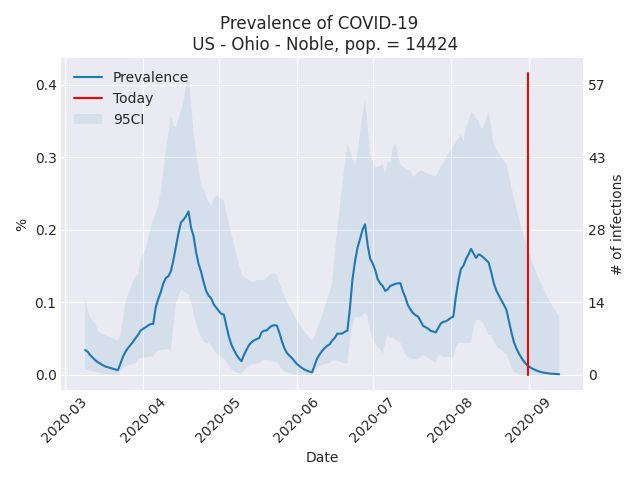 Prevalence of COVID-19
US - Ohio - Noble, pop. = 14424
Prevalence
Today
95CI
0.4
0.3
0.2
0.1
0.0
%
57
43
28
14
0
# of infections
2020-03
2020-04
2020-05
2020-06
2020-07
2020-08
2020-09
Date